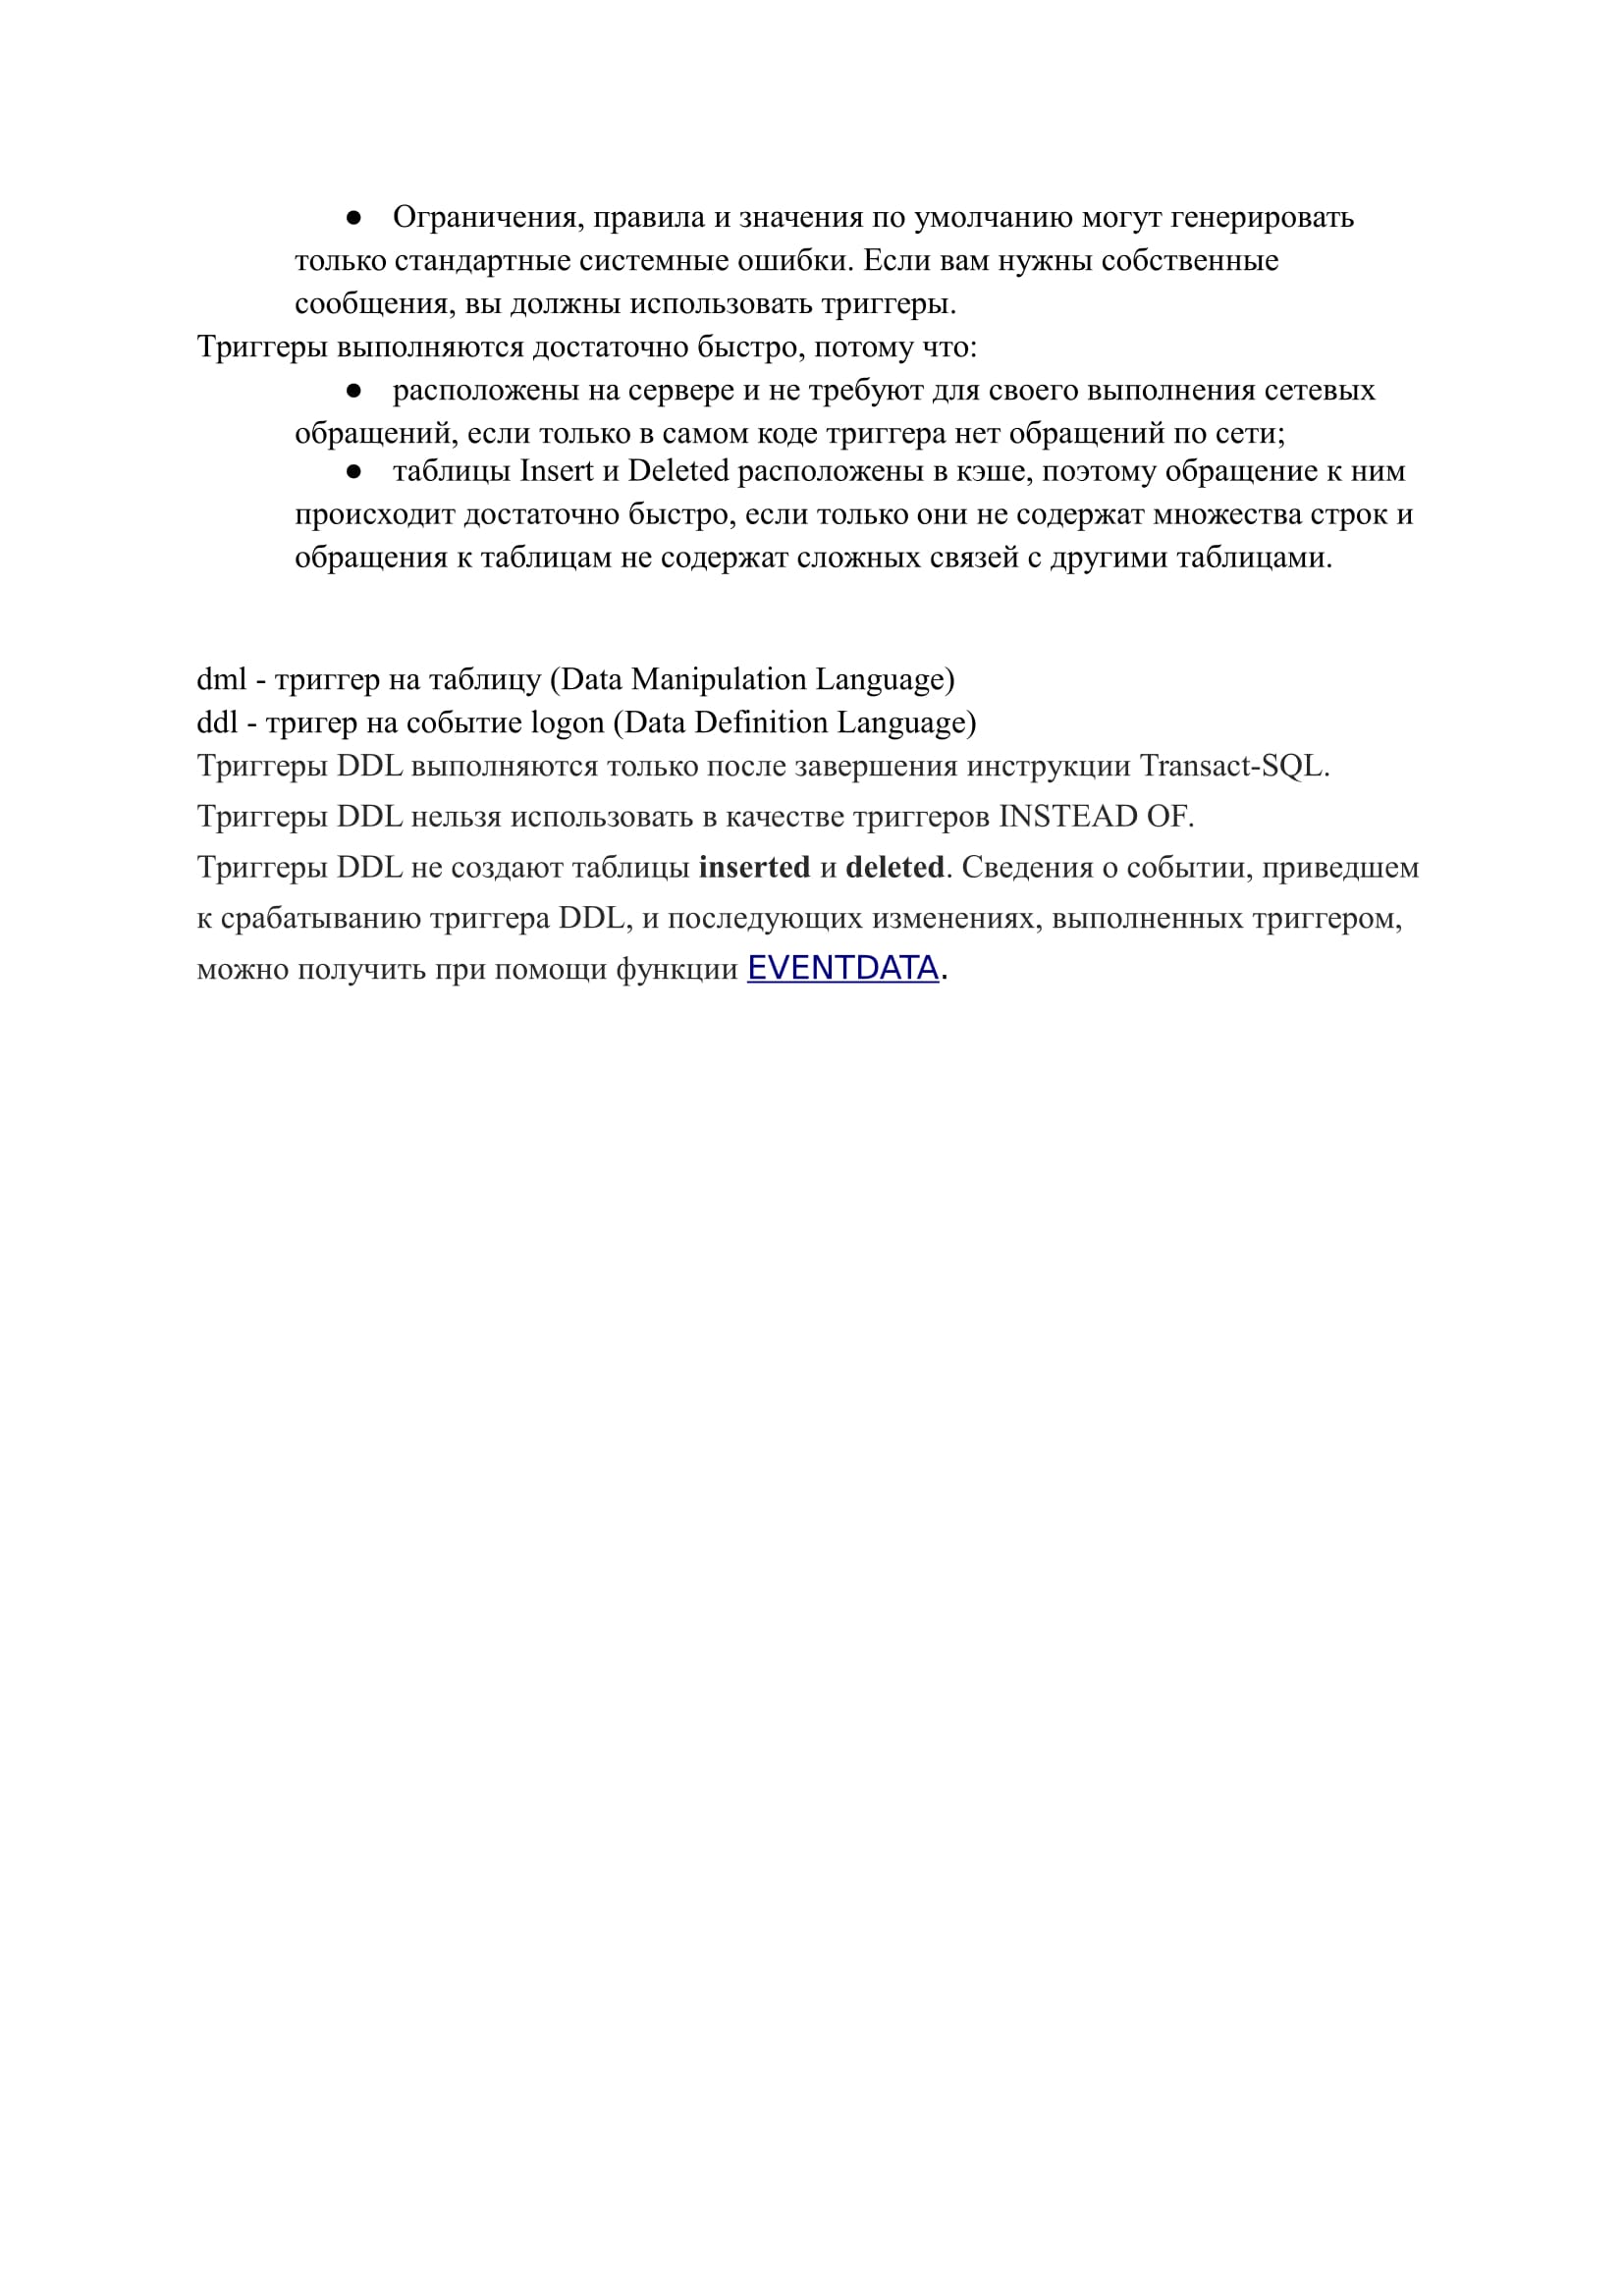 ● Ограничения, правила и значения по умолчанию могут генерировать
только стандартные системные ошибки. Если вам нужны собственные
сообщения, вы должны использовать триггеры.
Триггеры выполняются достаточно быстро, потому что:
● расположены на сервере и не требуют для своего выполнения сетевых
обращений, если только в самом коде триггера нет обращений по сети;
● таблицы Insert и Deleted расположены в кэше, поэтому обращение к ним
происходит достаточно быстро, если только они не содержат множества строк и
обращения к таблицам не содержат сложных связей с другими таблицами.
dml - триггер на таблицу (Data Manipulation Language)
ddl - тригер на событие logon (Data Definition Language)
Триггеры DDL выполняются только после завершения инструкции Transact-SQL.
Триггеры DDL нельзя использовать в качестве триггеров INSTEAD OF.
Триггеры DDL не создают таблицы inserted и deleted. Сведения о событии, приведшем
к срабатыванию триггера DDL, и последующих изменениях, выполненных триггером,
можно получить при помощи функции EVENTDATA.